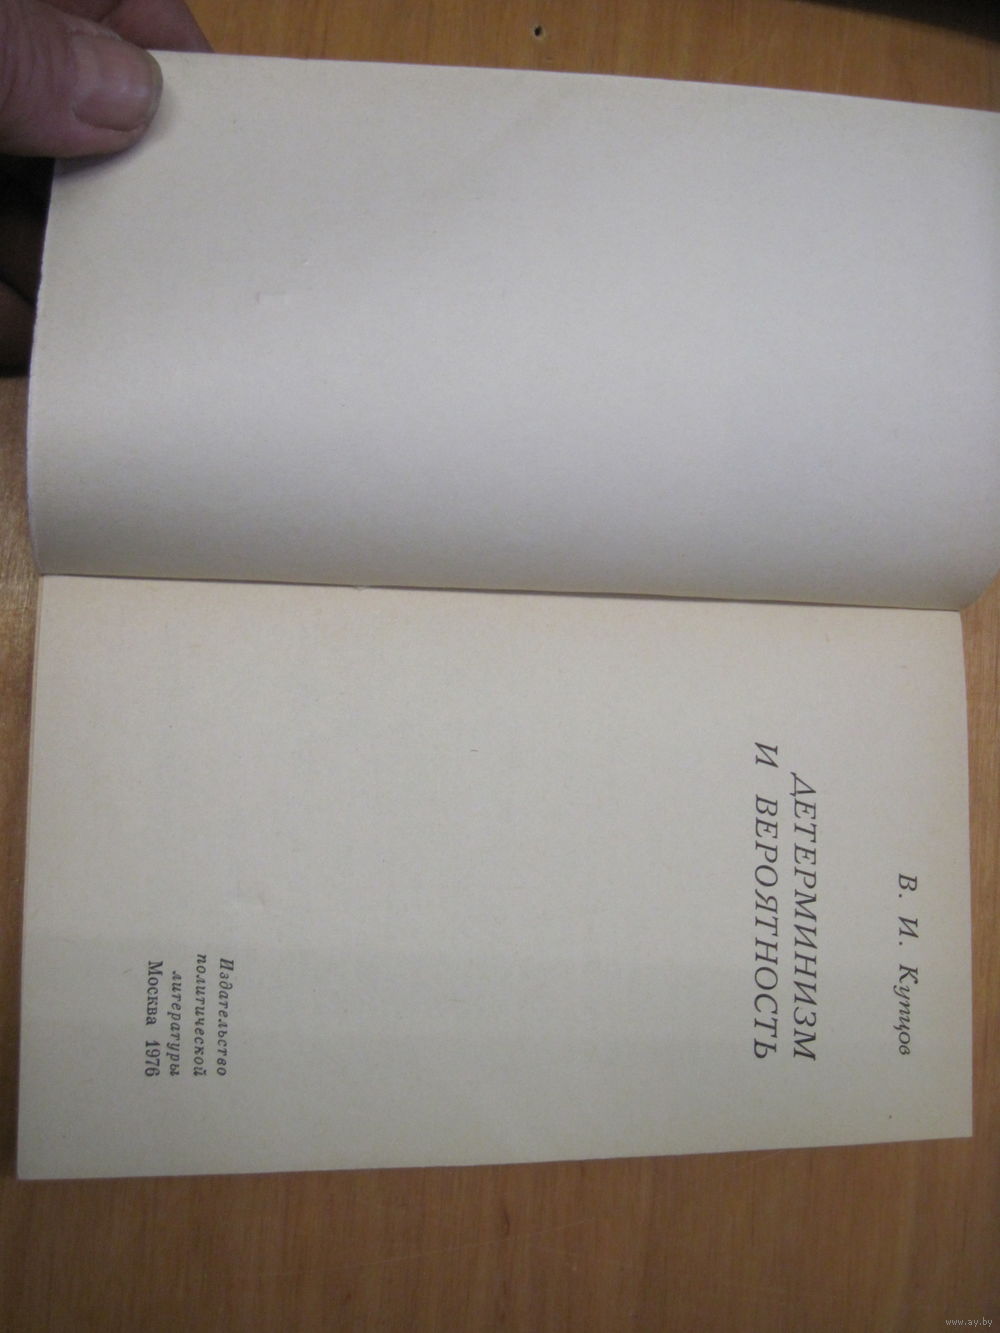 В. И. Купцов
ДЕТЕРМИНИЗМ
И ВЕРОЯТНОСТЬ
Издательство
политической
литературы
Москва 1976
www.ay.by